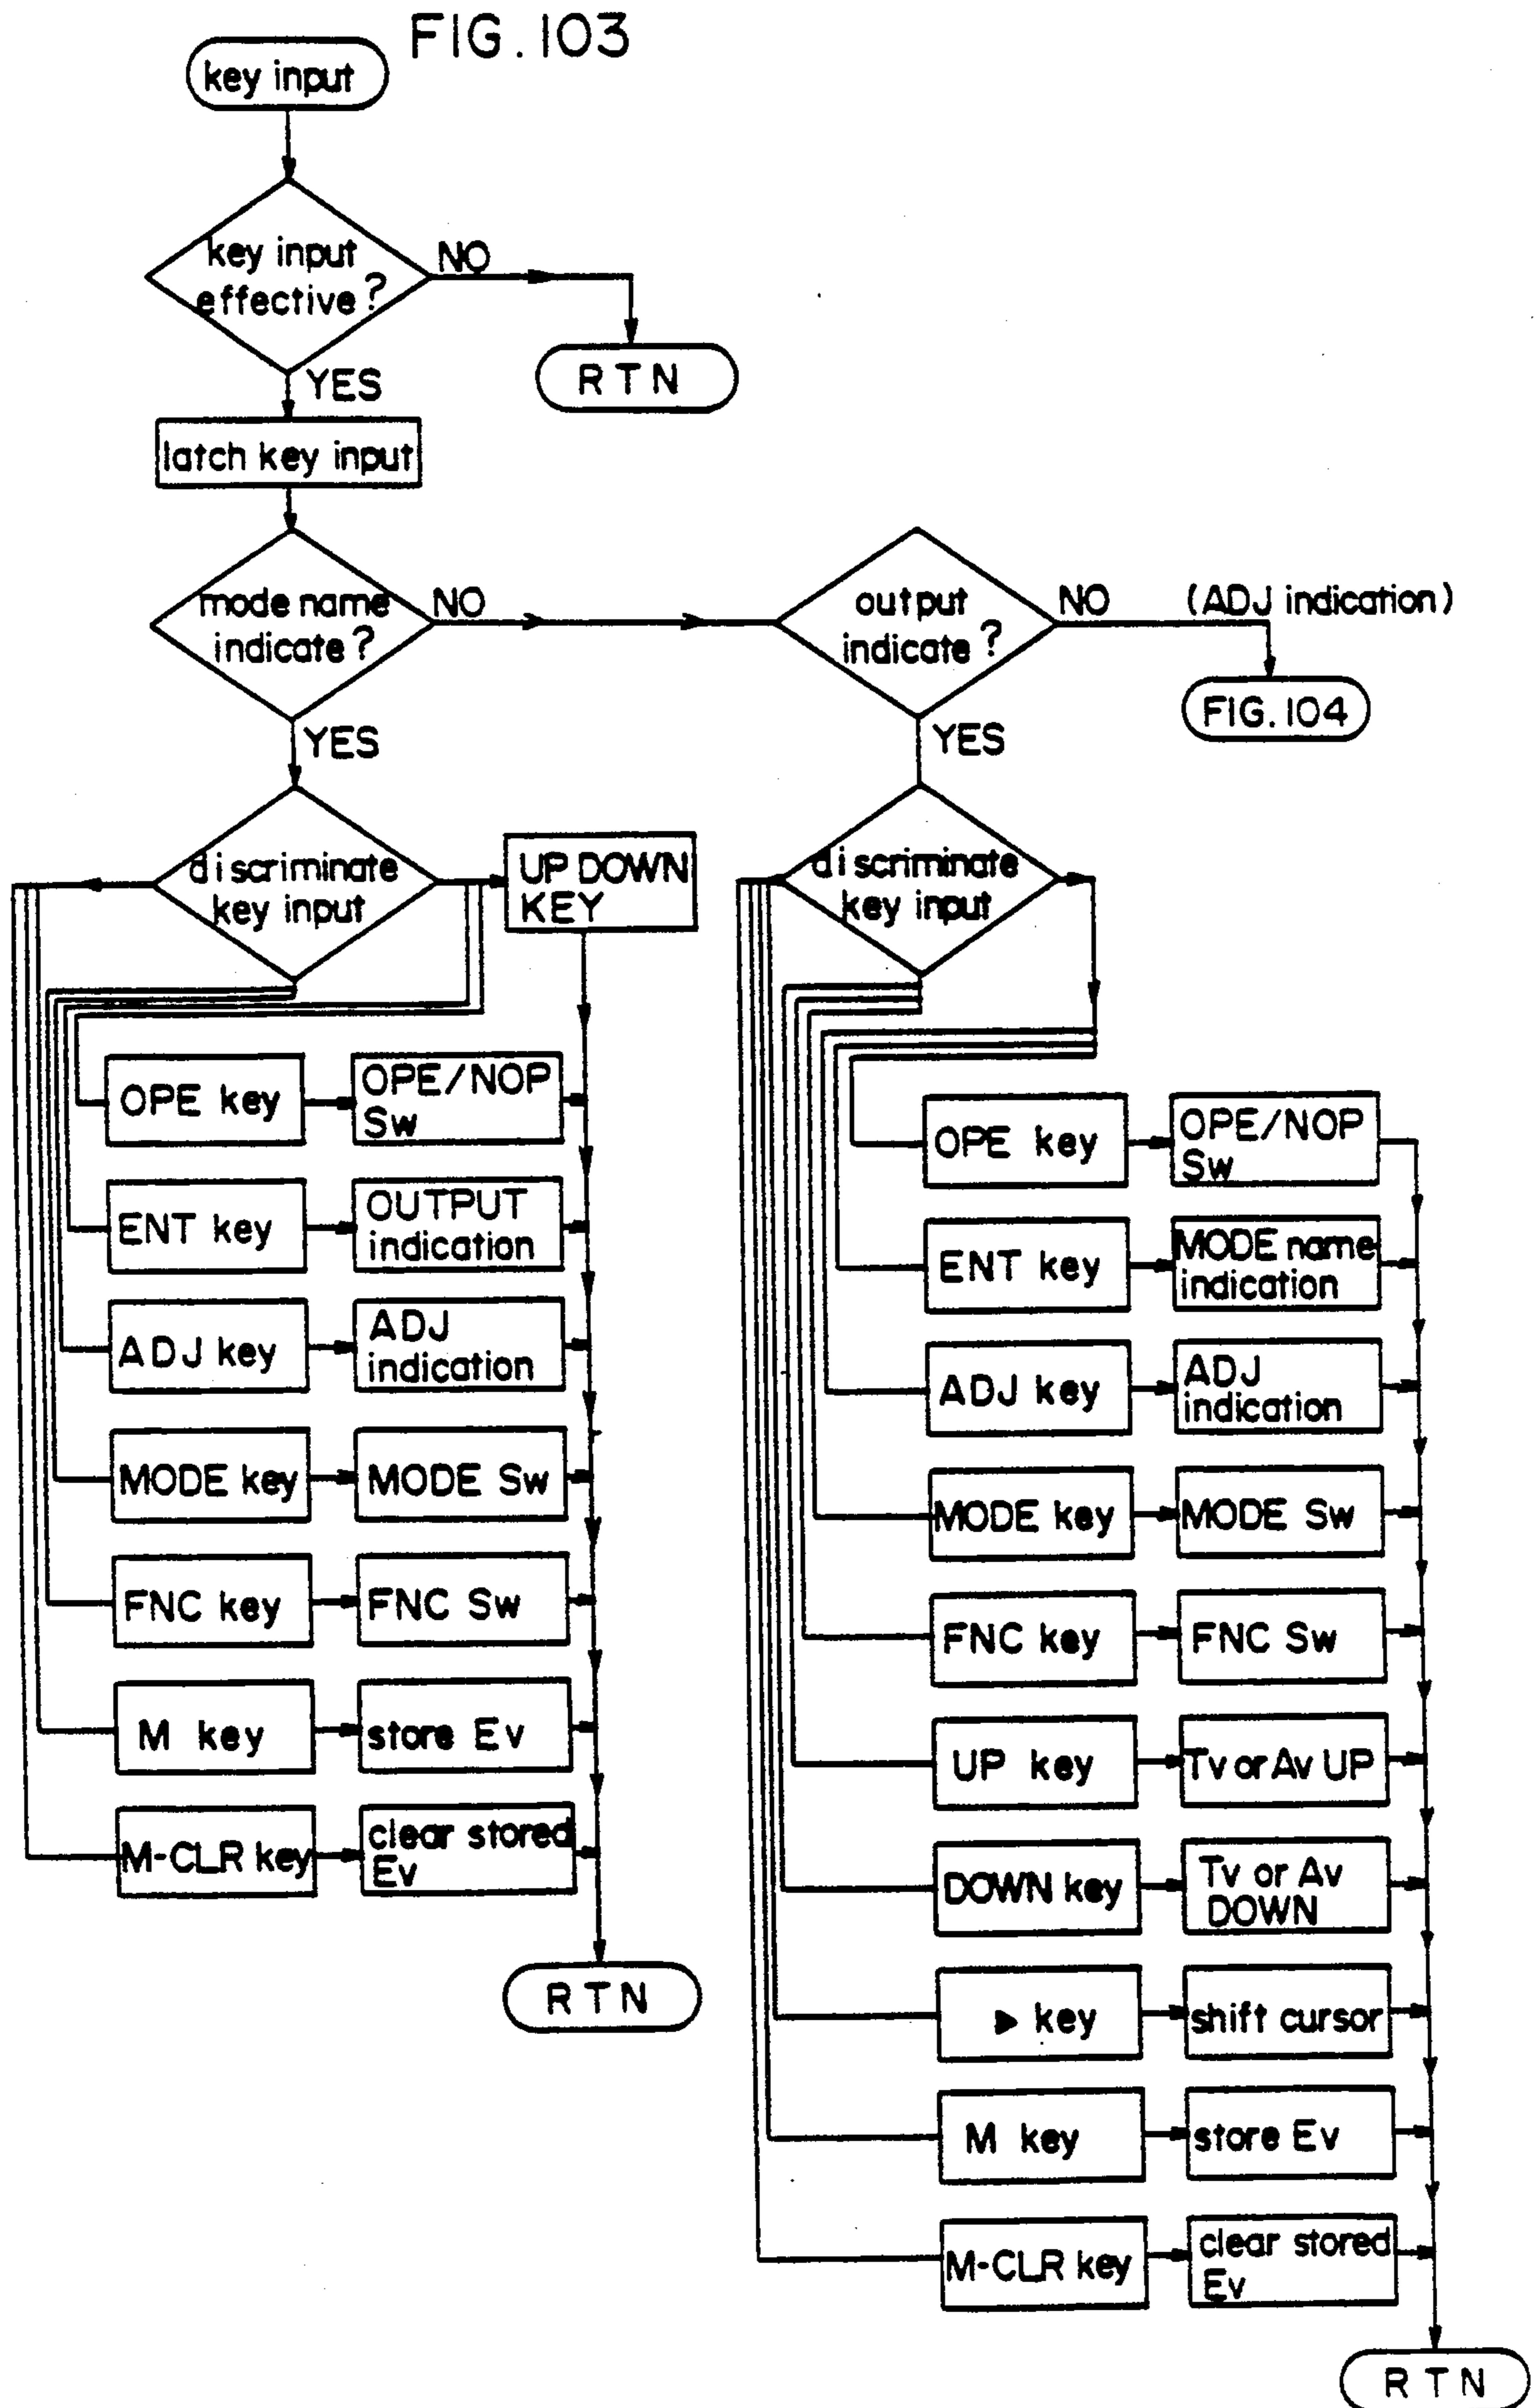 FIG. 103
key input
key input
effective?
NO
RTN
YES
latch key input
mode name
indicate?
NO
output
indicate?
NO
(ADJ indication)
FIG. 104
YES
YES
discriminate
key input
UP DOWN
KEY
discriminate
key input
OPE key
OPE/NOP
Sw
ENT key
OUTPUT
indication
ADJ key
ADJ
indication
MODE key
MODE Sw
FNC key
FNC Sw
M key
store Ev
M-CLR key
clear stored
Ev
RTN
OPE key
OPE/NOP
Sw
ENT key
MODE name
indication
ADJ key
ADJ
indication
MODE key
MODE Sw
FNC key
FNC Sw
UP key
Tv or Av UP
DOWN key
Tv or Av
DOWN
▶ key
shift cursor
M key
store Ev
M-CLR key
clear stored
Ev
RTN